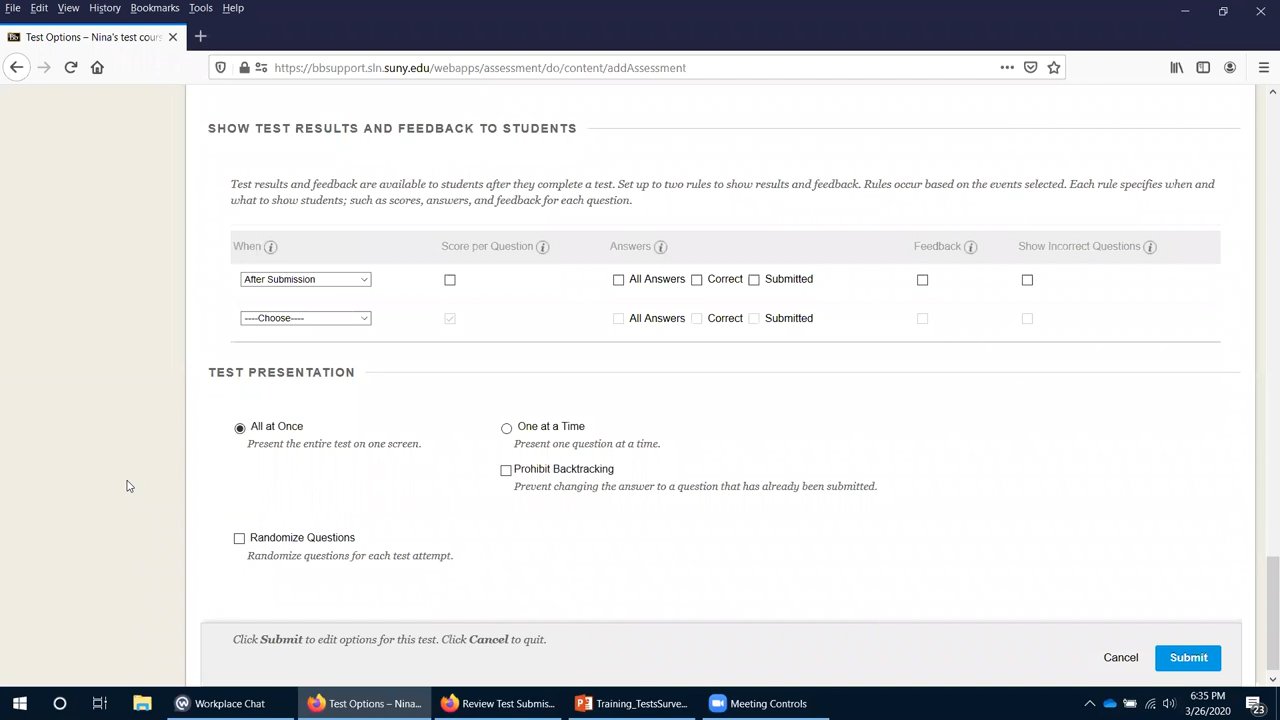 File Edit View History Bookmarks Tools Help
Bb Test Options – Nina's test cours
https://bbsupport.sln.suny.edu/webapps/assessment/do/content/addAssessment
SHOW TEST RESULTS AND FEEDBACK TO STUDENTS
Test results and feedback are available to students after they complete a test. Set up to two rules to show results and feedback. Rules occur based on the events selected. Each rule specifies when and
what to show students; such as scores, answers, and feedback for each question.
When Score per Question Answers Feedback Show Incorrect Questions
After Submission All Answers Correct Submitted
----Choose---- All Answers Correct Submitted
TEST PRESENTATION
All at Once One at a Time
Present the entire test on one screen. Present one question at a time.
Prohibit Backtracking
Prevent changing the answer to a question that has already been submitted.
Randomize Questions
Randomize questions for each test attempt.
Click Submit to edit options for this test. Click Cancel to quit.
Cancel Submit
Workplace Chat Test Options – Nina... Review Test Submis... Training_TestsSurve... Meeting Controls
6:35 PM
3/26/2020
23